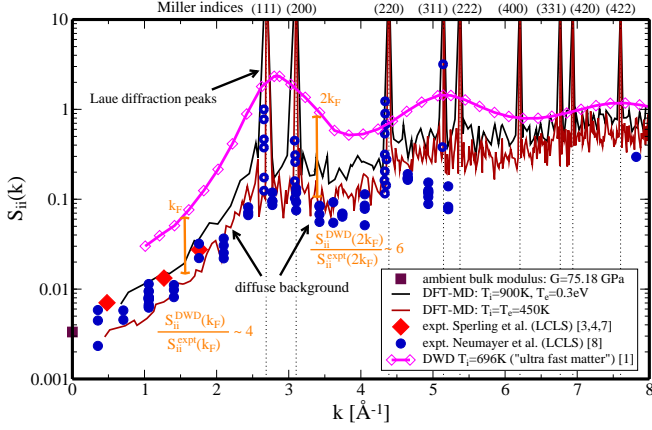 Miller indices (111) (200) (220) (311) (222) (400) (331) (420) (422)
10
1
0.1
0.01
0.001
S_ii(k)
Laue diffraction peaks
2k_F
k_F
S_ii^DWD(2k_F)
S_ii^expt(2k_F)
~ 6
diffuse background
S_ii^DWD(k_F)
S_ii^expt(k_F)
~ 4
ambient bulk modulus: G=75.18 GPa
DFT-MD: T_i=900K, T_e=0.3eV
DFT-MD: T_i=T_e=450K
expt. Sperling et al. (LCLS) [3,4,7]
expt. Neumayer et al. (LCLS) [8]
DWD T_i=696K ("ultra fast matter") [1]
0 1 2 3 4 5 6 7 8
k [Å⁻¹]